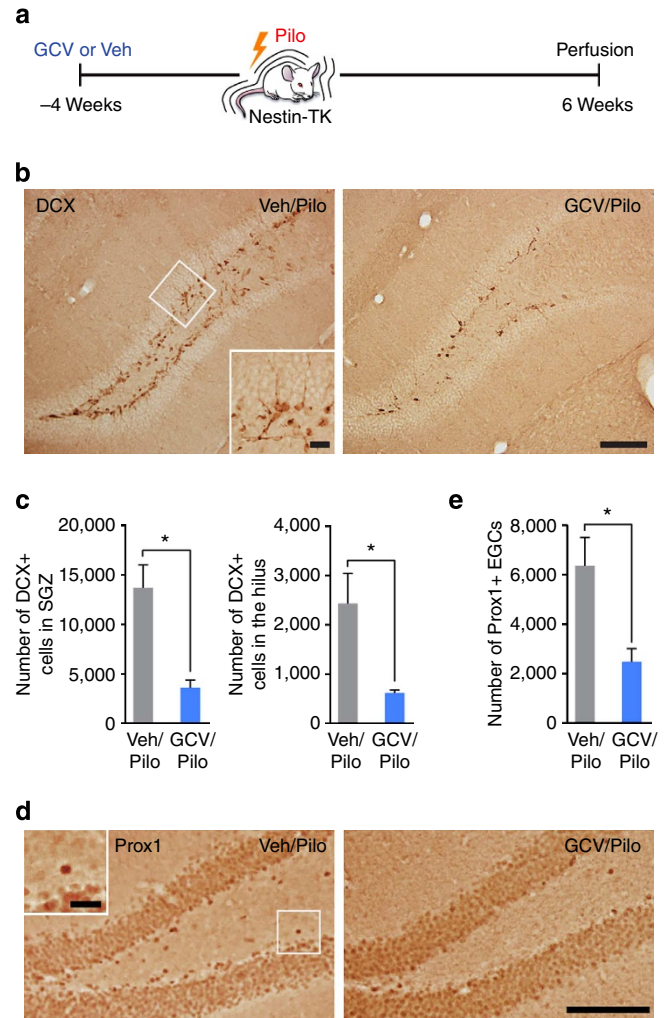 a
GCV or Veh
Pilo
Perfusion
–4 Weeks
Nestin-TK
6 Weeks
b
DCX
Veh/Pilo
GCV/Pilo
c
Number of DCX+
cells in SGZ
20,000
15,000
10,000
5,000
0
*
Veh/
Pilo
GCV/
Pilo
Number of DCX+
cells in the hilus
4,000
3,000
2,000
1,000
0
*
Veh/
Pilo
GCV/
Pilo
e
Number of Prox1+ EGCs
8,000
6,000
4,000
2,000
0
*
Veh/
Pilo
GCV/
Pilo
d
Prox1
Veh/Pilo
GCV/Pilo